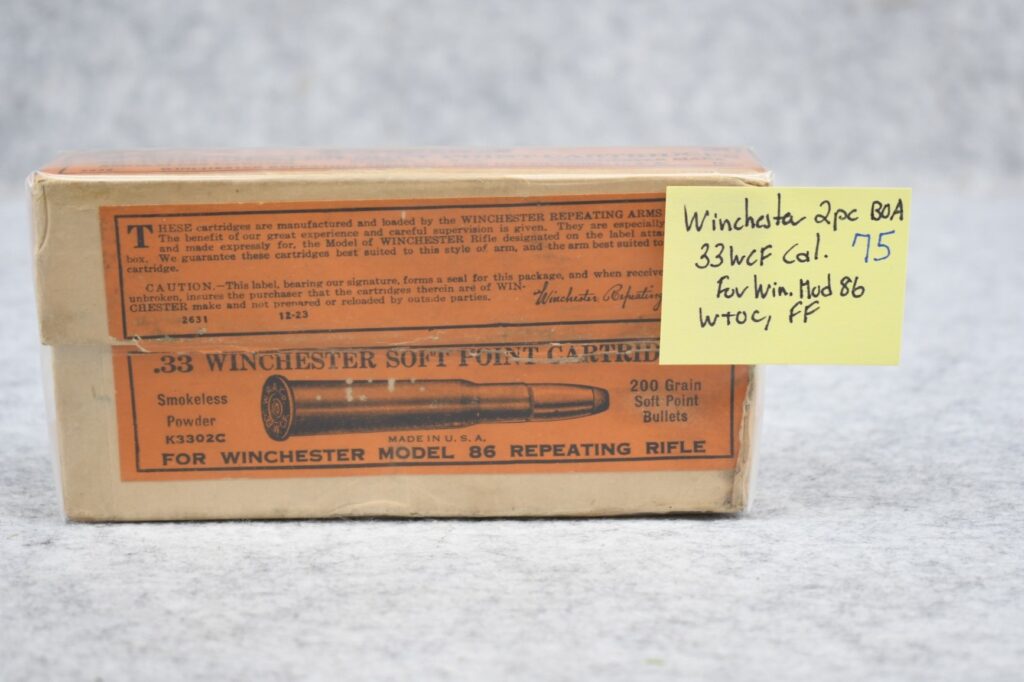 THESE cartridges are manufactured and loaded by the WINCHESTER REPEATING ARMS
The benefit of our great experience and careful supervision is given. They are especially
and made expressly for, the Model of WINCHESTER Rifle designated on the label
box. We guarantee these cartridges best suited to this style of arm, and the arm best suited to
cartridge.
CAUTION.—This label, bearing our signature, forms a seal for this package, and when
unbroken, insures the purchaser that the cartridges therein are of WIN-
CHESTER make and not prepared or reloaded by outside parties.
Winchester Repeating
2631 12-23
.33 WINCHESTER SOFT POINT
Smokeless
Powder
K3302C
200 Grain
Soft Point
Bullets
MADE IN U.S.A.
FOR WINCHESTER MODEL 86 REPEATING RIFLE
Winchester 2pc BOA
33 WCF Cal. 75
For Win. Mod 86
W+OC, FF